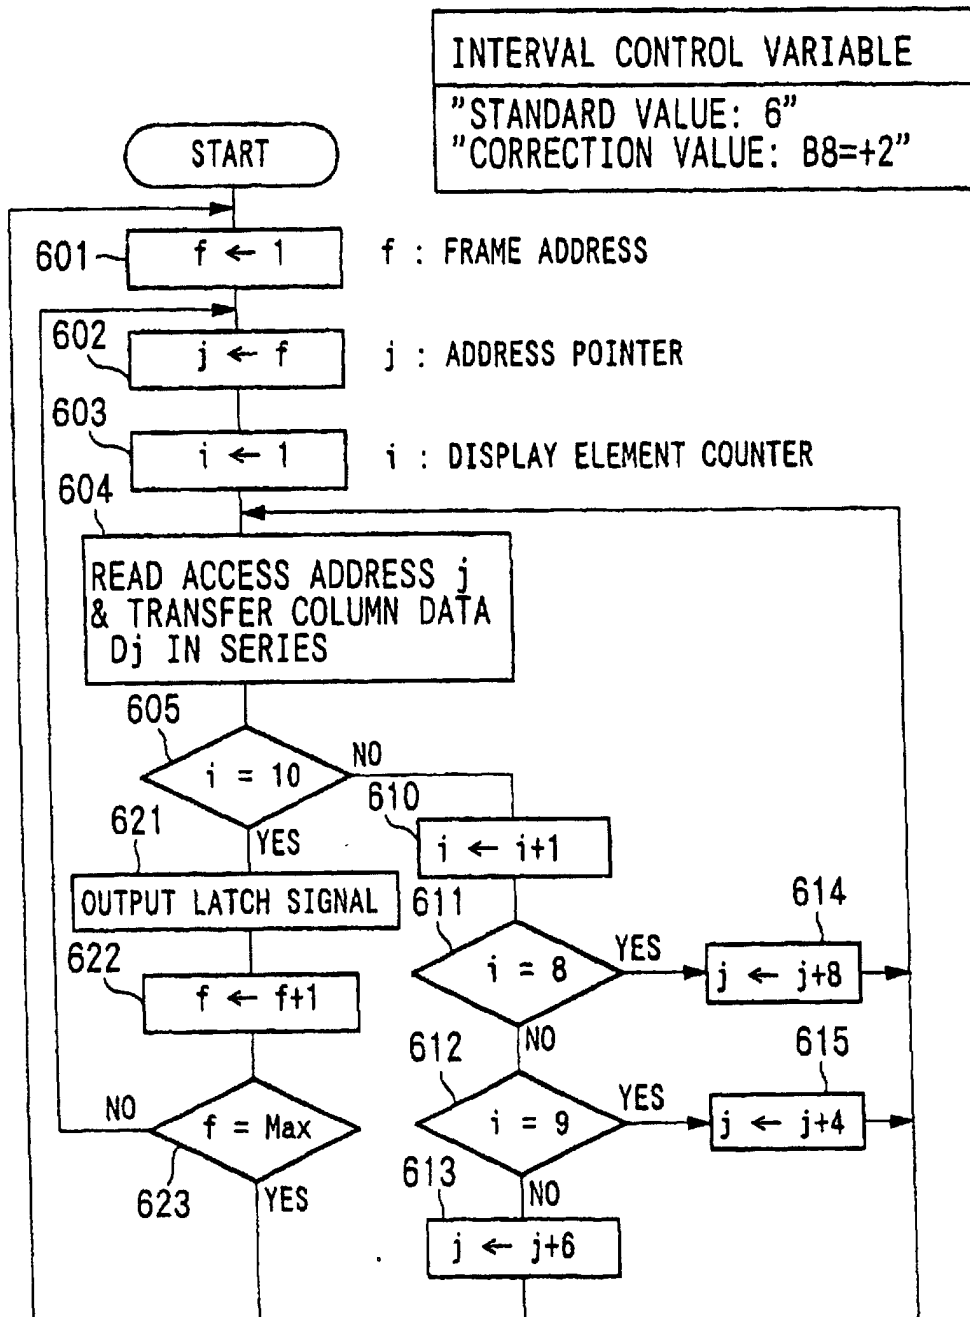 INTERVAL CONTROL VARIABLE
"STANDARD VALUE: 6"
"CORRECTION VALUE: B8=+2"
START
601
f ← 1
f : FRAME ADDRESS
602
j ← f
j : ADDRESS POINTER
603
i ← 1
i : DISPLAY ELEMENT COUNTER
604
READ ACCESS ADDRESS j
& TRANSFER COLUMN DATA
Dj IN SERIES
605
i = 10
NO
YES
610
i ← i+1
621
OUTPUT LATCH SIGNAL
611
i = 8
YES
NO
614
j ← j+8
622
f ← f+1
612
i = 9
YES
NO
615
j ← j+4
NO
f = Max
YES
623
613
j ← j+6